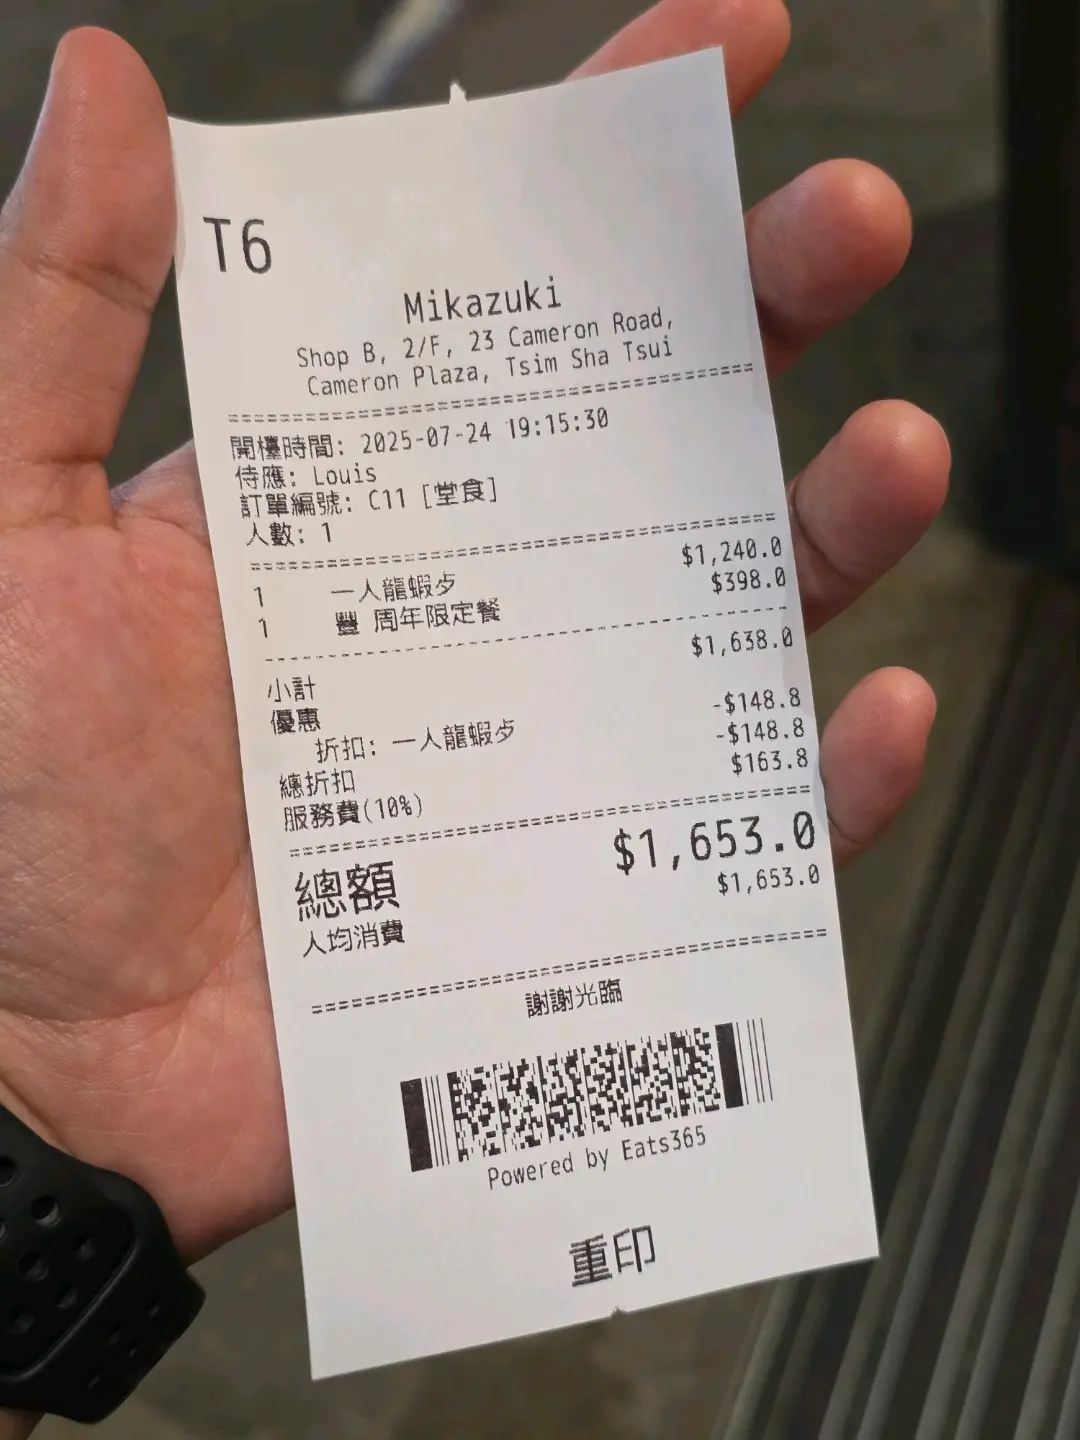 T6
Mikazuki
Shop B, 2/F, 23 Cameron Road,
Cameron Plaza, Tsim Sha Tsui
開檯時間: 2025-07-24 19:15:30
侍應: Louis
訂單編號: C11 [堂食]
人數: 1
1 一人龍蝦歺 $1,240.0
1 豐 周年限定餐 $398.0
小計 $1,638.0
優惠
折扣: 一人龍蝦歺 -$148.8
總折扣 -$148.8
服務費(10%) $163.8
總額 $1,653.0
人均消費 $1,653.0
謝謝光臨
Powered by Eats365
重印